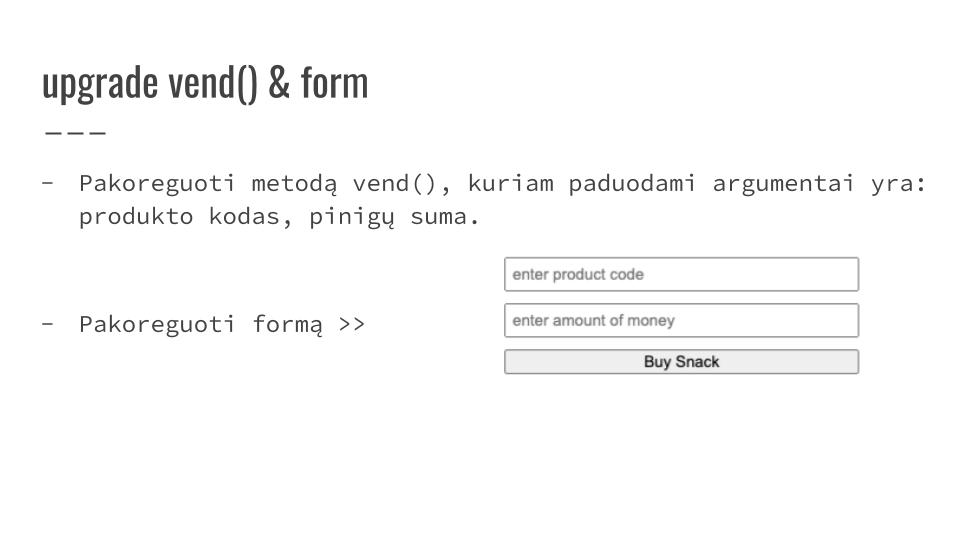 upgrade vend() & form
– Pakoreguoti metodą vend(), kuriam paduodami argumentai yra:
produkto kodas, pinigų suma.
enter product code
– Pakoreguoti formą >>
enter amount of money
Buy Snack